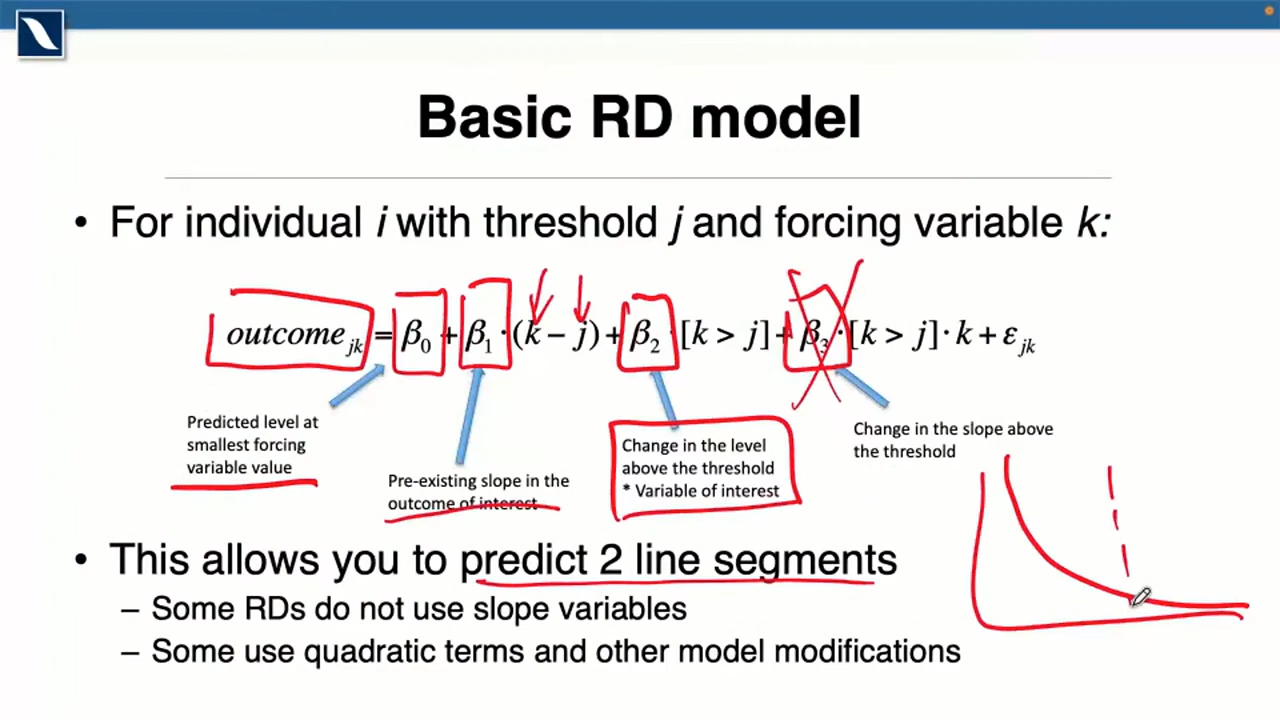 Basic RD model
• For individual i with threshold j and forcing variable k:
outcomeⱼₖ = β₀ + β₁ · (k − j) + β₂ · [k > j] + β₃ · [k > j] · k + εⱼₖ
Predicted level at
smallest forcing
variable value
Pre-existing slope in the
outcome of interest
Change in the level
above the threshold
* Variable of interest
Change in the slope above
the threshold
• This allows you to predict 2 line segments
– Some RDs do not use slope variables
– Some use quadratic terms and other model modifications